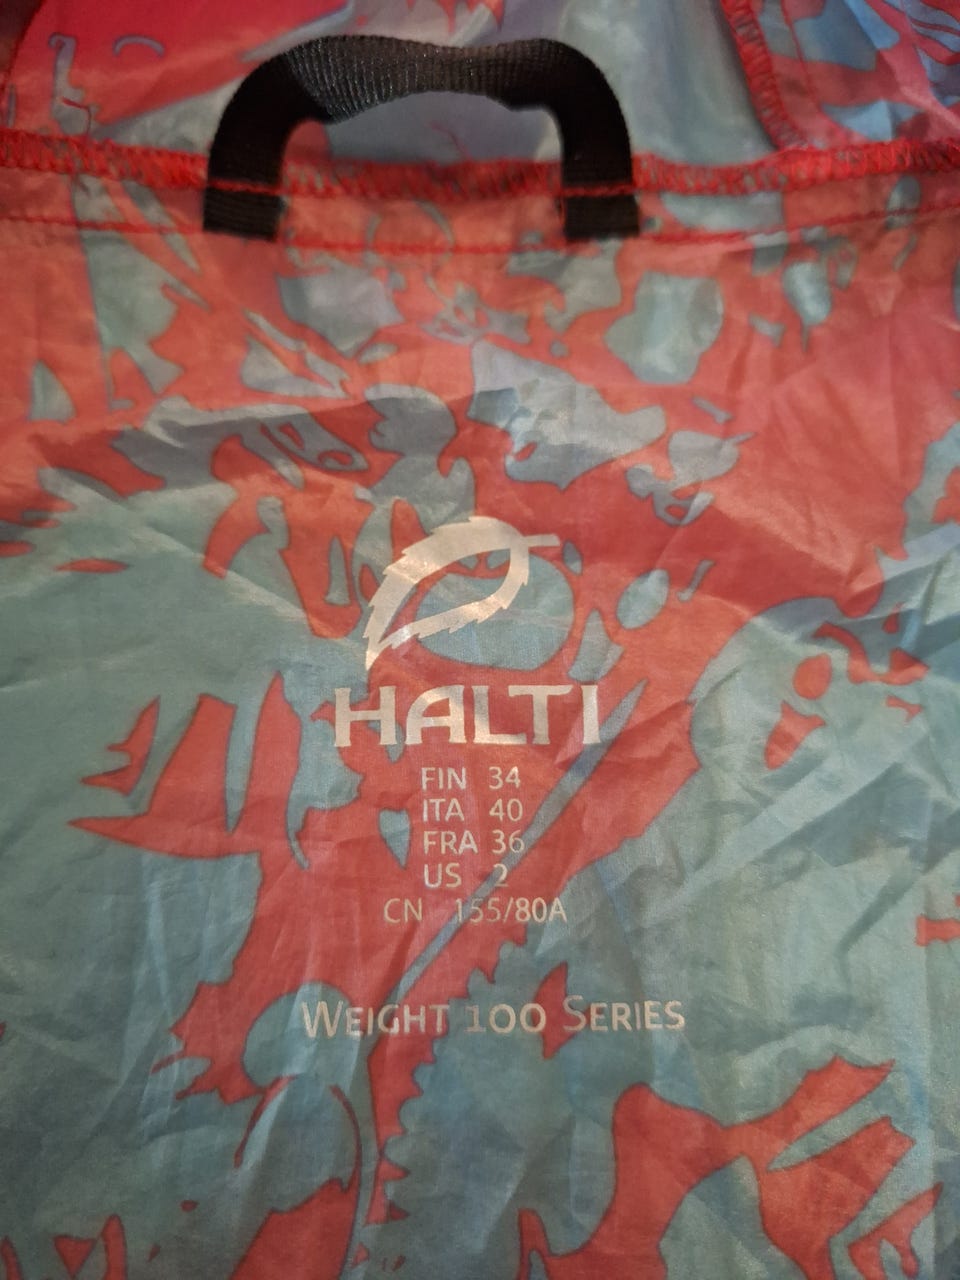 HALTI
FIN 34
ITA 40
FRA 36
US 2
CN 155/80A
WEIGHT 100 SERIES